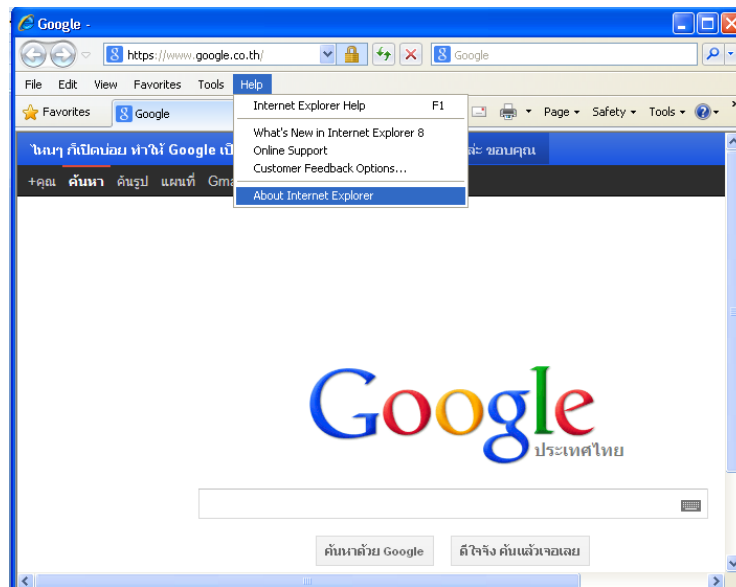 Google -
https://www.google.co.th/
Google
File Edit View Favorites Tools Help
Favorites Google Page Safety Tools
Internet Explorer Help F1
What's New in Internet Explorer 8
Online Support
Customer Feedback Options...
About Internet Explorer
ไหนๆ ก็เปิดบ่อย ทำให้ Google เป็ ล่ะ ขอบคุณ
+คุณ ค้นหา ค้นรูป แผนที่ Gma
Google
ประเทศไทย
ค้นหาด้วย Google ดีใจจัง ค้นแล้วเจอเลย